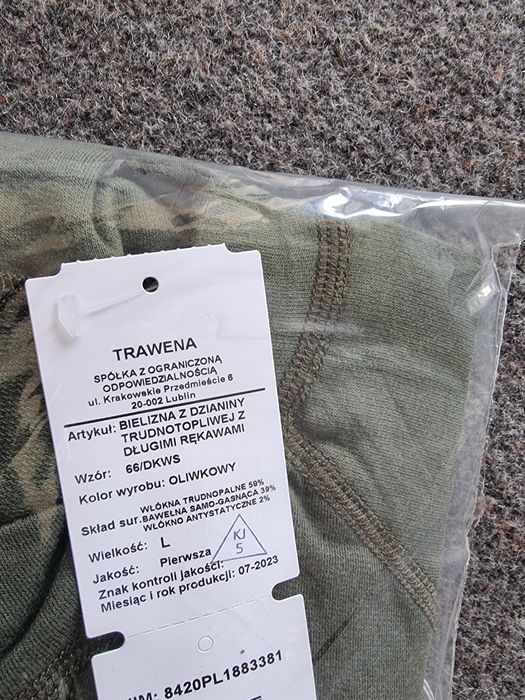 TRAWENA
SPÓŁKA Z OGRANICZONĄ
ODPOWIEDZIALNOŚCIĄ
ul. Krakowskie Przedmieście 6
20-002 Lublin
Artykuł: BIELIZNA Z DZIANINY
TRUDNOTOPLIWEJ Z
DŁUGIMI RĘKAWAMI
Wzór: 66/DKWS
Kolor wyrobu: OLIWKOWY
Skład sur. WŁÓKNA TRUDNOPALNE 59%
BAWEŁNA SAMO-GASNĄCA 39%
WŁÓKNO ANTYSTATYCZNE 2%
Wielkość: L
Jakość: Pierwsza
Znak kontroli jakości: KJ 5
Miesiąc i rok produkcji: 07-2023
8420PL1883381